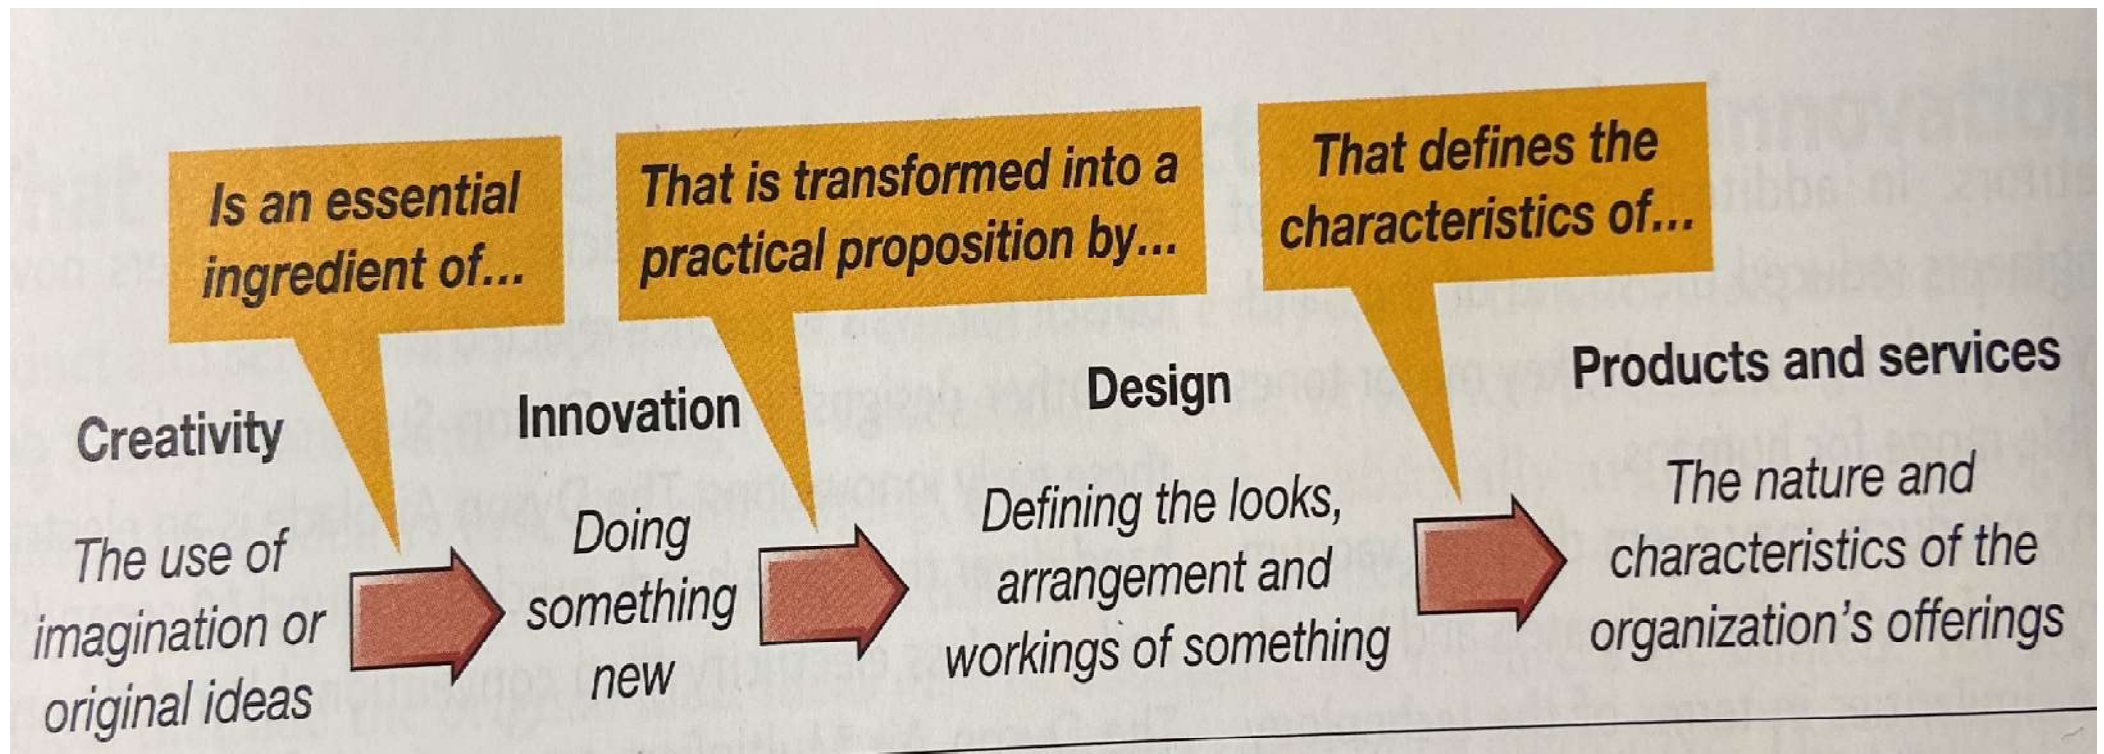 Is an essential
ingredient of...
That is transformed into a
practical proposition by...
That defines the
characteristics of...
Creativity
The use of
imagination or
original ideas
Innovation
Doing
something
new
Design
Defining the looks,
arrangement and
workings of something
Products and services
The nature and
characteristics of the
organization's offerings